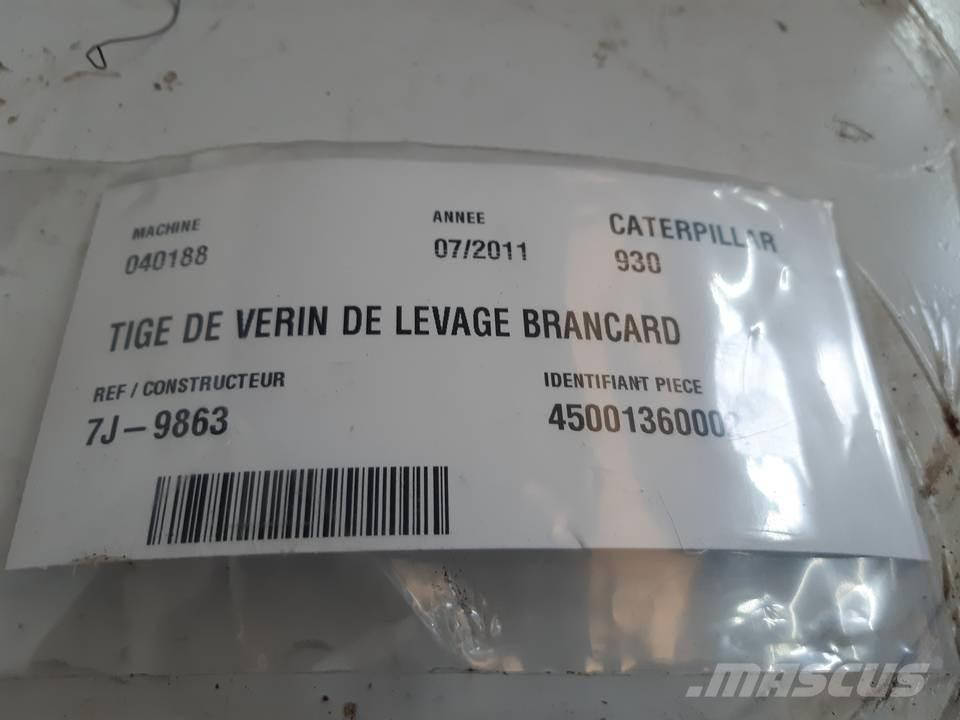 MACHINE ANNEE CATERPILLAR
040188 07/2011 930
TIGE DE VERIN DE LEVAGE BRANCARD
REF / CONSTRUCTEUR IDENTIFIANT PIECE
7J-9863
MASCUS